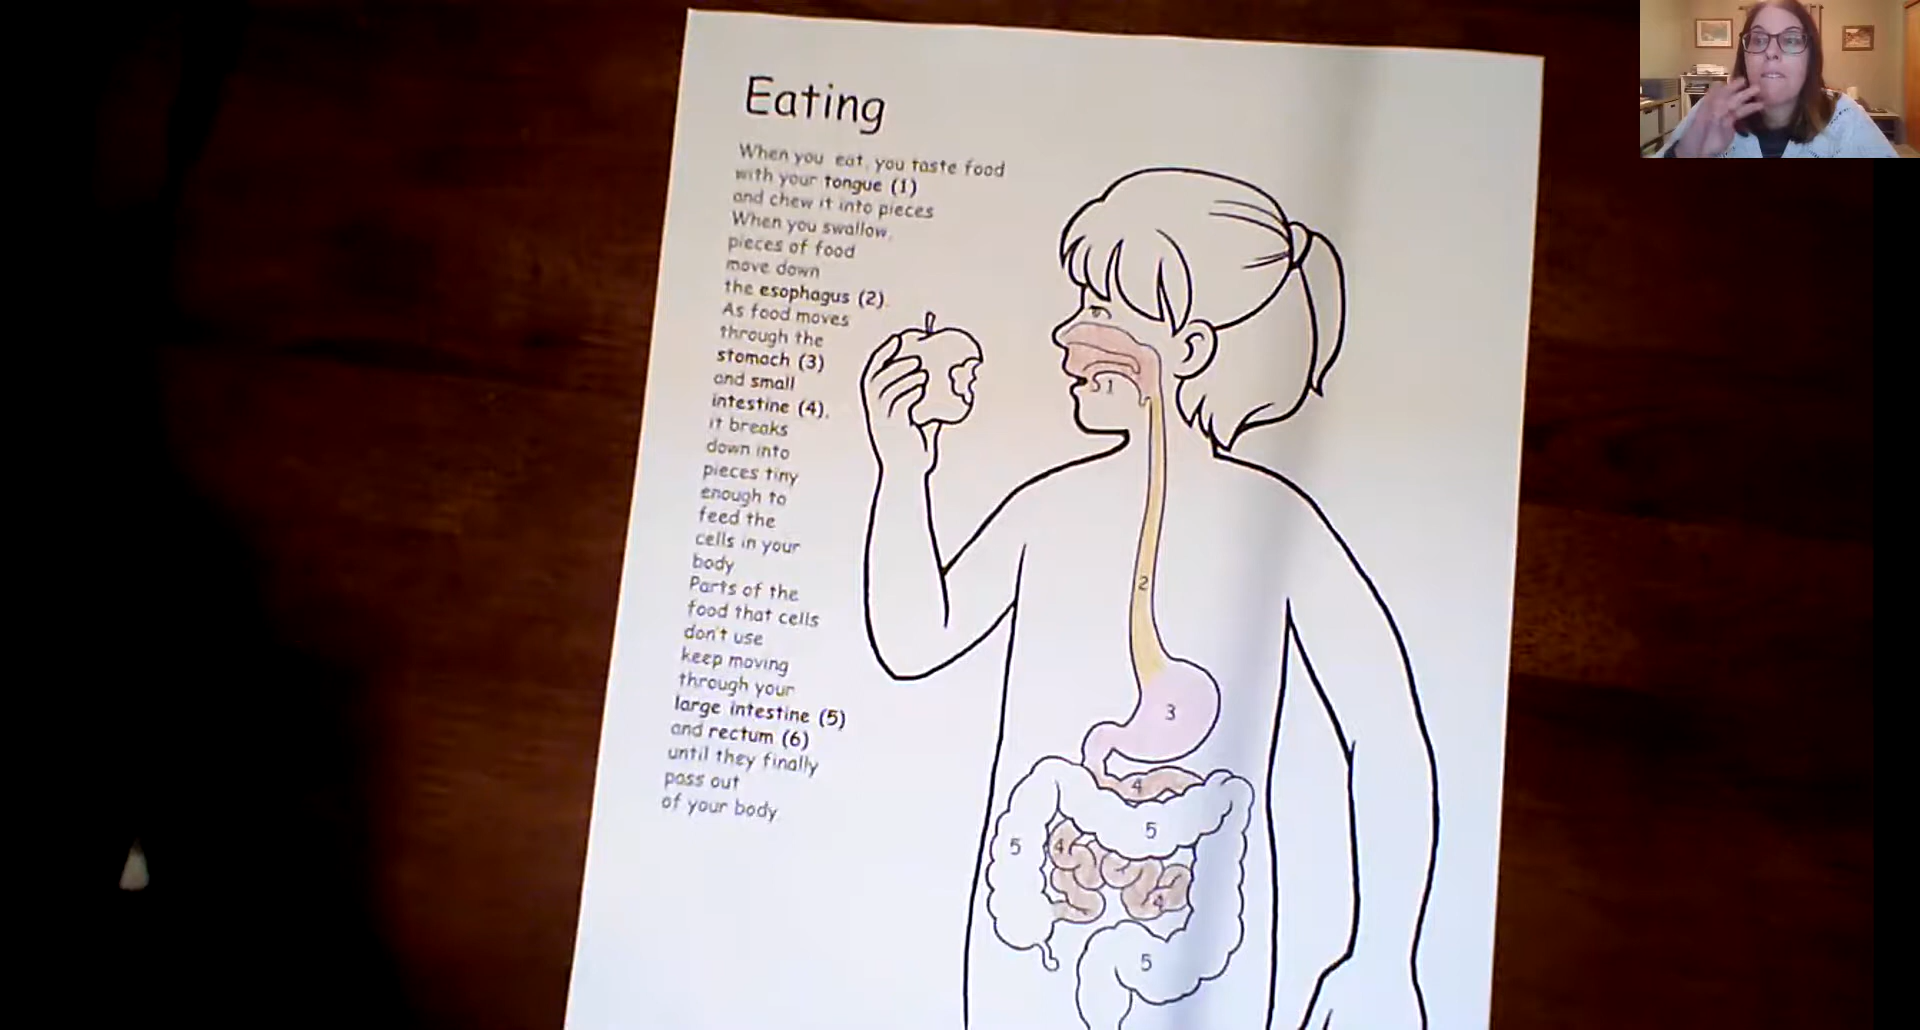 Eating
When you eat, you taste food
with your tongue (1)
and chew it into pieces
When you swallow,
pieces of food
move down
the esophagus (2).
As food moves
through the
stomach (3)
and small
intestine (4),
it breaks
down into
pieces tiny
enough to
feed the
cells in your
body
Parts of the
food that cells
don't use
keep moving
through your
large intestine (5)
and rectum (6)
until they finally
pass out
of your body
1
2
3
4
5
5
4
4
5